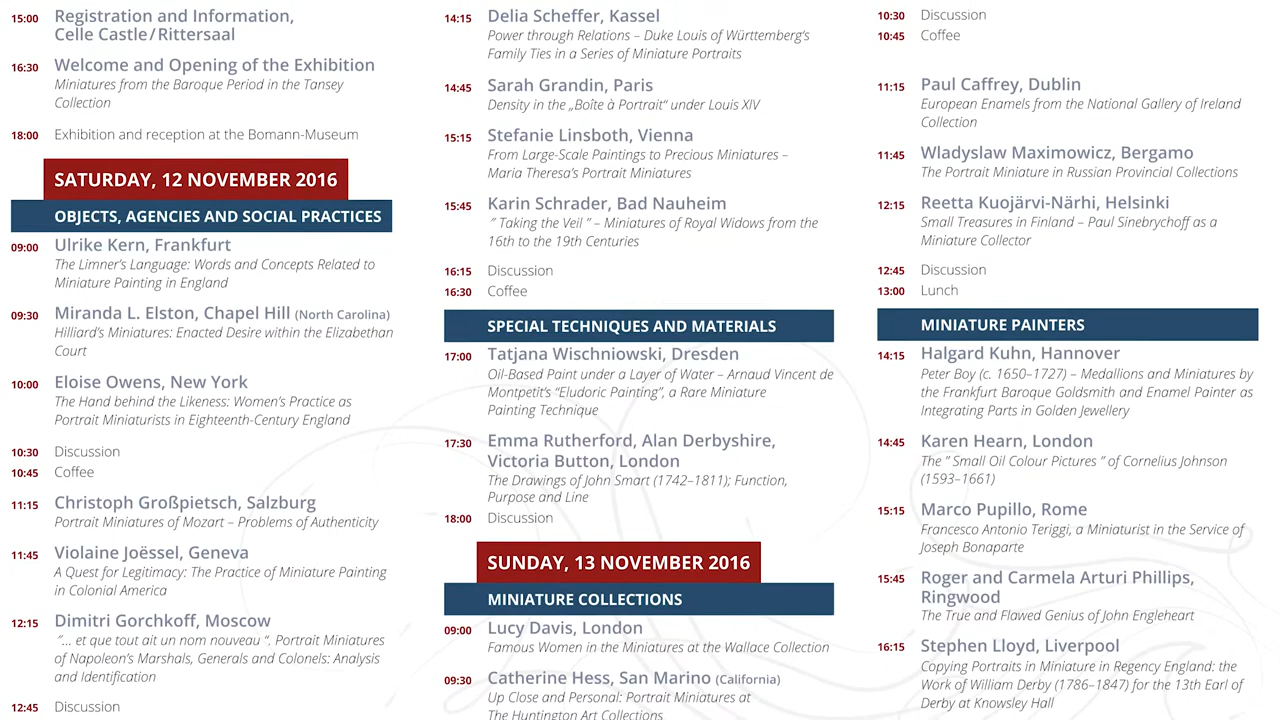 15:00 Registration and Information,
Celle Castle / Rittersaal
16:30 Welcome and Opening of the Exhibition
Miniatures from the Baroque Period in the Tansey
Collection
18:00 Exhibition and reception at the Bomann-Museum
SATURDAY, 12 NOVEMBER 2016
OBJECTS, AGENCIES AND SOCIAL PRACTICES
09:00 Ulrike Kern, Frankfurt
The Limner's Language: Words and Concepts Related to
Miniature Painting in England
09:30 Miranda L. Elston, Chapel Hill (North Carolina)
Hilliard's Miniatures: Enacted Desire within the Elizabethan
Court
10:00 Eloise Owens, New York
The Hand behind the Likeness: Women's Practice as
Portrait Miniaturists in Eighteenth-Century England
10:30 Discussion
10:45 Coffee
11:15 Christoph Großpietsch, Salzburg
Portrait Miniatures of Mozart – Problems of Authenticity
11:45 Violaine Joëssel, Geneva
A Quest for Legitimacy: The Practice of Miniature Painting
in Colonial America
12:15 Dimitri Gorchkoff, Moscow
"... et que tout ait un nom nouveau ". Portrait Miniatures
of Napoleon's Marshals, Generals and Colonels: Analysis
and Identification
12:45 Discussion
14:15 Delia Scheffer, Kassel
Power through Relations – Duke Louis of Württemberg's
Family Ties in a Series of Miniature Portraits
14:45 Sarah Grandin, Paris
Density in the „Boîte à Portrait" under Louis XIV
15:15 Stefanie Linsboth, Vienna
From Large-Scale Paintings to Precious Miniatures –
Maria Theresa's Portrait Miniatures
15:45 Karin Schrader, Bad Nauheim
" Taking the Veil " – Miniatures of Royal Widows from the
16th to the 19th Centuries
16:15 Discussion
16:30 Coffee
SPECIAL TECHNIQUES AND MATERIALS
17:00 Tatjana Wischniowski, Dresden
Oil-Based Paint under a Layer of Water – Arnaud Vincent de
Montpetit's "Eludoric Painting", a Rare Miniature
Painting Technique
17:30 Emma Rutherford, Alan Derbyshire,
Victoria Button, London
The Drawings of John Smart (1742–1811); Function,
Purpose and Line
18:00 Discussion
SUNDAY, 13 NOVEMBER 2016
MINIATURE COLLECTIONS
09:00 Lucy Davis, London
Famous Women in the Miniatures at the Wallace Collection
09:30 Catherine Hess, San Marino (California)
Up Close and Personal: Portrait Miniatures at
The Huntington Art Collections
10:30 Discussion
10:45 Coffee
11:15 Paul Caffrey, Dublin
European Enamels from the National Gallery of Ireland
Collection
11:45 Wladyslaw Maximowicz, Bergamo
The Portrait Miniature in Russian Provincial Collections
12:15 Reetta Kuojärvi-Närhi, Helsinki
Small Treasures in Finland – Paul Sinebrychoff as a
Miniature Collector
12:45 Discussion
13:00 Lunch
MINIATURE PAINTERS
14:15 Halgard Kuhn, Hannover
Peter Boy (c. 1650–1727) – Medallions and Miniatures by
the Frankfurt Baroque Goldsmith and Enamel Painter as
Integrating Parts in Golden Jewellery
14:45 Karen Hearn, London
The " Small Oil Colour Pictures " of Cornelius Johnson
(1593–1661)
15:15 Marco Pupillo, Rome
Francesco Antonio Teriggi, a Miniaturist in the Service of
Joseph Bonaparte
15:45 Roger and Carmela Arturi Phillips,
Ringwood
The True and Flawed Genius of John Engleheart
16:15 Stephen Lloyd, Liverpool
Copying Portraits in Miniature in Regency England: the
Work of William Derby (1786–1847) for the 13th Earl of
Derby at Knowsley Hall